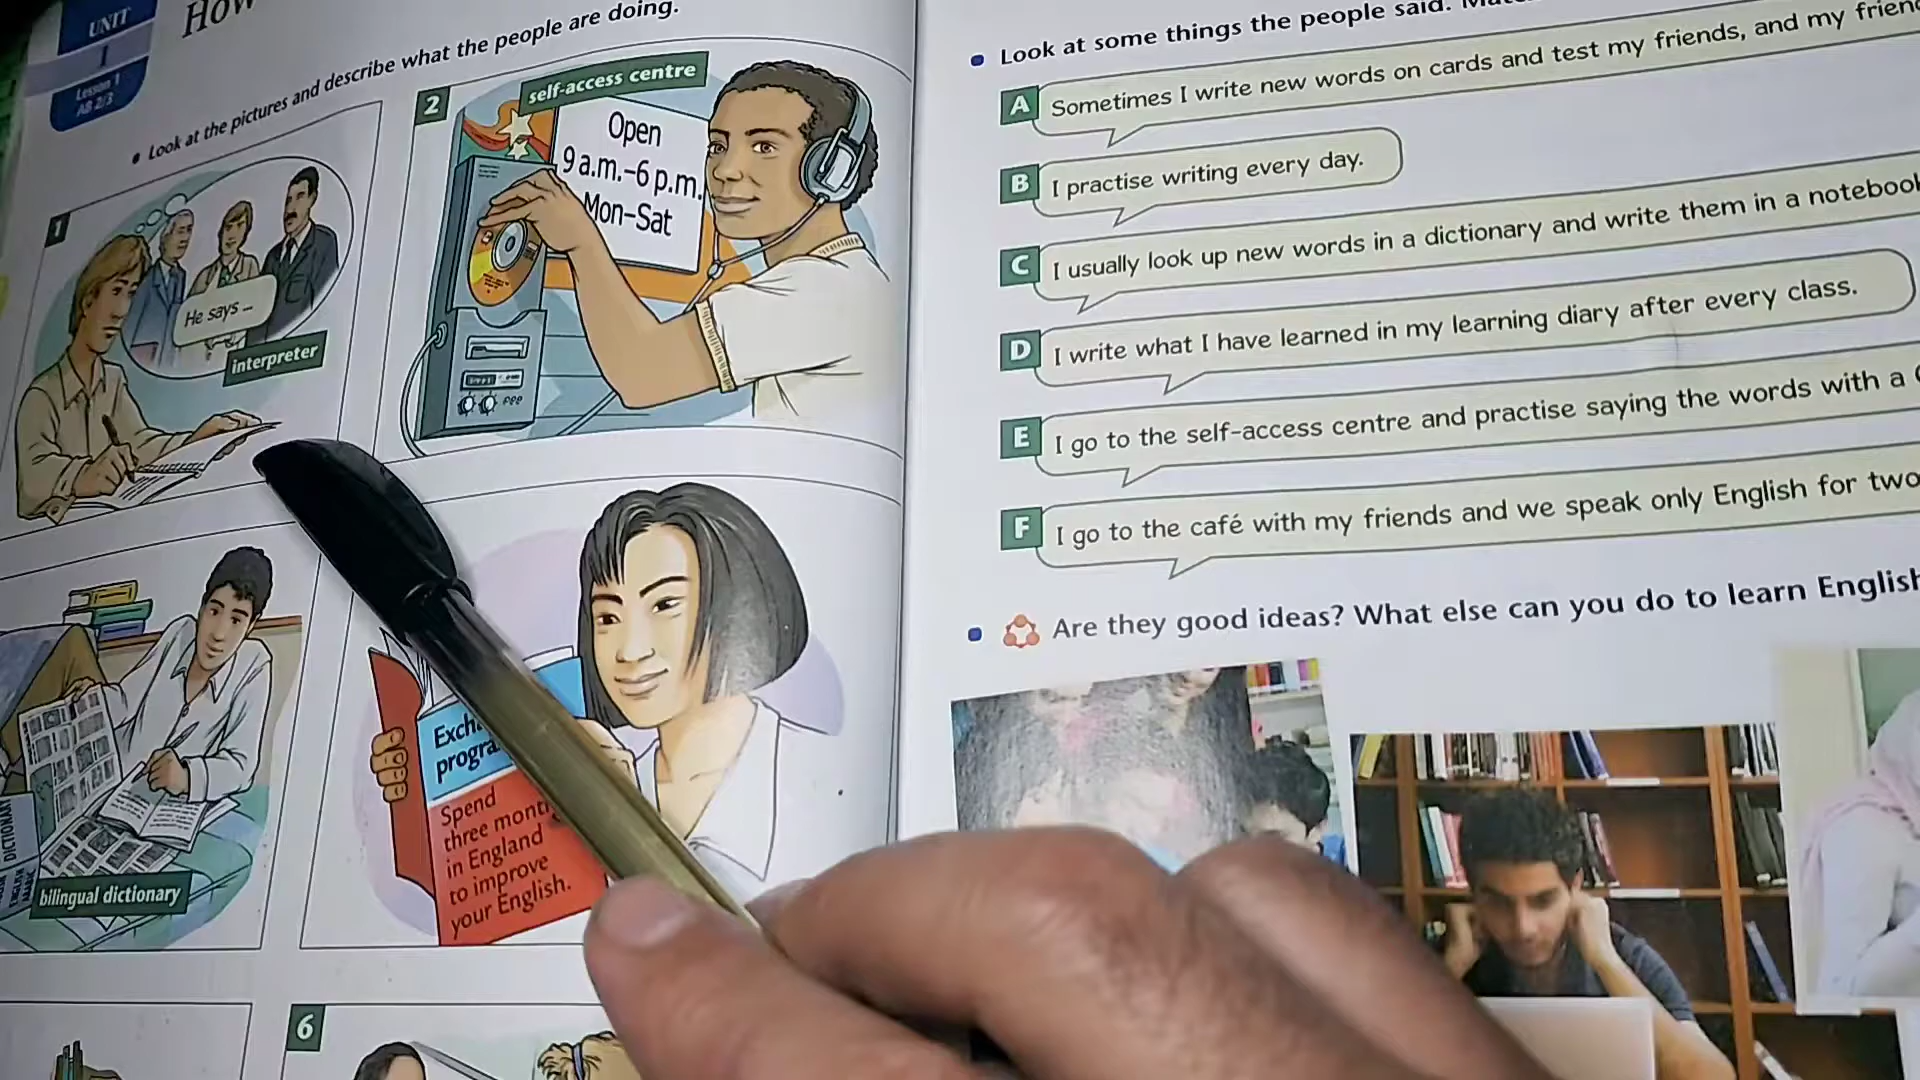 UNIT
1
Lesson 1
AB 2/3
How
Look at the pictures and describe what the people are doing.
1
He says ...
interpreter
2
self-access centre
Open
9 a.m.–6 p.m.
Mon–Sat
DICTIONARY
bilingual dictionary
Spend
three
in England
to improve
your English.
6
Look at some things the people said.
A Sometimes I write new words on cards and test my friends, and my
B I practise writing every day.
C I usually look up new words in a dictionary and write them in a notebook
D I write what I have learned in my learning diary after every class.
E I go to the self-access centre and practise saying the words with a
F I go to the café with my friends and we speak only English for two
Are they good ideas? What else can you do to learn English